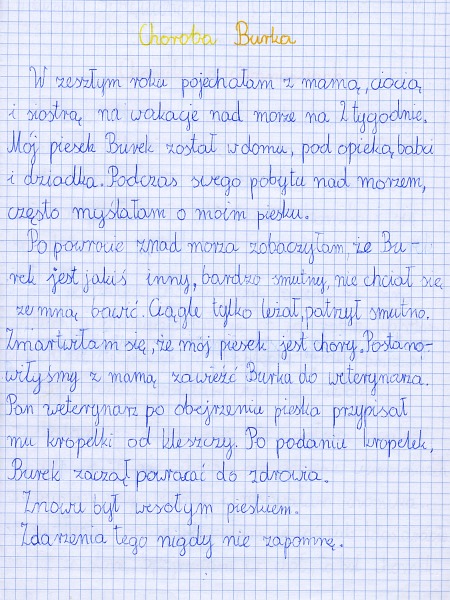 Choroba Burka
W zeszłym roku pojechałam z mamą, ciocią
i siostrą na wakacje nad morze na 2 tygodnie.
Mój piesek Burek został w domu, pod opieką babci
i dziadka. Podczas swego pobytu nad morzem,
często myślałam o moim piesku.
Po powrocie znad morza zobaczyłam, że Bu-
rek jest jakiś inny, bardzo smutny, nie chciał się
ze mną bawić. Ciągle tylko leżał, patrzył smutno.
Zmartwiłam się, że mój piesek jest chory. Postano-
wiłyśmy z mamą zawieźć Burka do weterynarza.
Pan weterynarz po obejrzeniu pieska przypisał
mu kropelki od kleszczy. Po podaniu kropelek,
Burek zaczął powracać do zdrowia.
Znowu był wesołym pieskiem.
Zdarzenia tego nigdy nie zapomnę.